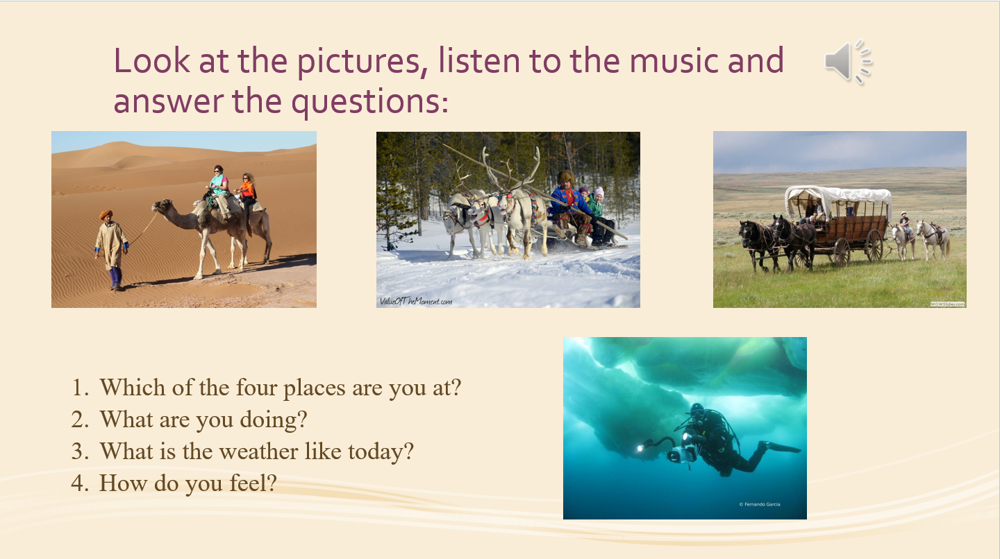 Look at the pictures, listen to the music and
answer the questions:
ValueOfTheMoment.com
WOWSlider.com
1. Which of the four places are you at?
2. What are you doing?
3. What is the weather like today?
4. How do you feel?
© Fernando Garcia